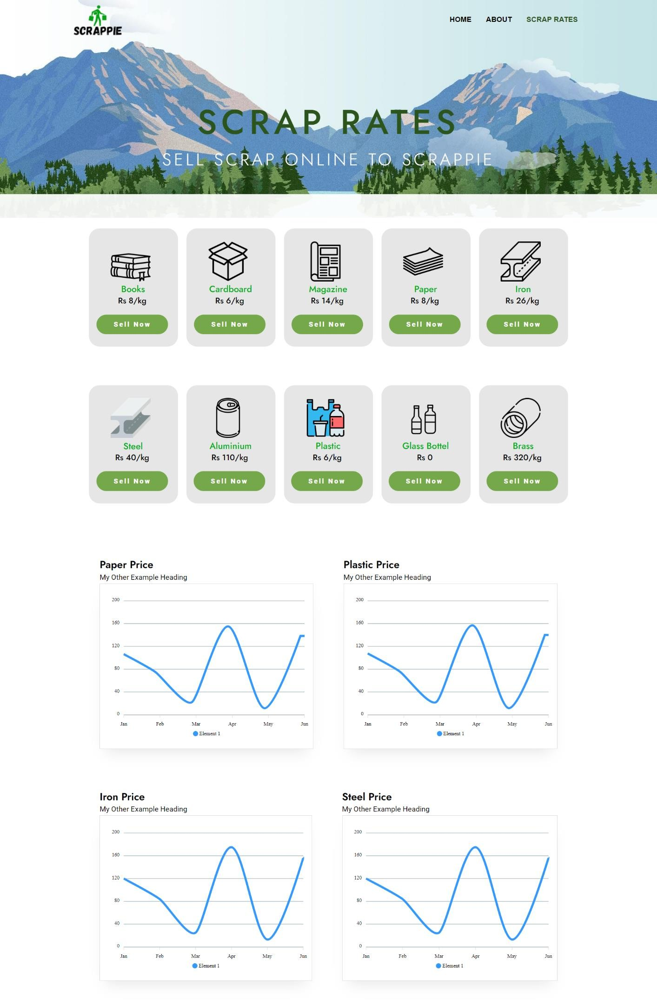 SCRAPPIE
HOME ABOUT SCRAP RATES
SCRAP RATES
SELL SCRAP ONLINE TO SCRAPPIE
Books
Rs 8/kg
Sell Now
Cardboard
Rs 6/kg
Sell Now
Magazine
Rs 14/kg
Sell Now
Paper
Rs 8/kg
Sell Now
Iron
Rs 26/kg
Sell Now
Steel
Rs 40/kg
Sell Now
Aluminium
Rs 110/kg
Sell Now
Plastic
Rs 6/kg
Sell Now
Glass Bottel
Rs 0
Sell Now
Brass
Rs 320/kg
Sell Now
Paper Price
My Other Example Heading
200
160
120
80
40
0
Jan Feb Mar Apr May Jun
Element 1
Plastic Price
My Other Example Heading
200
160
120
80
40
0
Jan Feb Mar Apr May Jun
Element 1
Iron Price
My Other Example Heading
200
160
120
80
40
0
Jan Feb Mar Apr May Jun
Element 1
Steel Price
My Other Example Heading
200
160
120
80
40
0
Jan Feb Mar Apr May Jun
Element 1